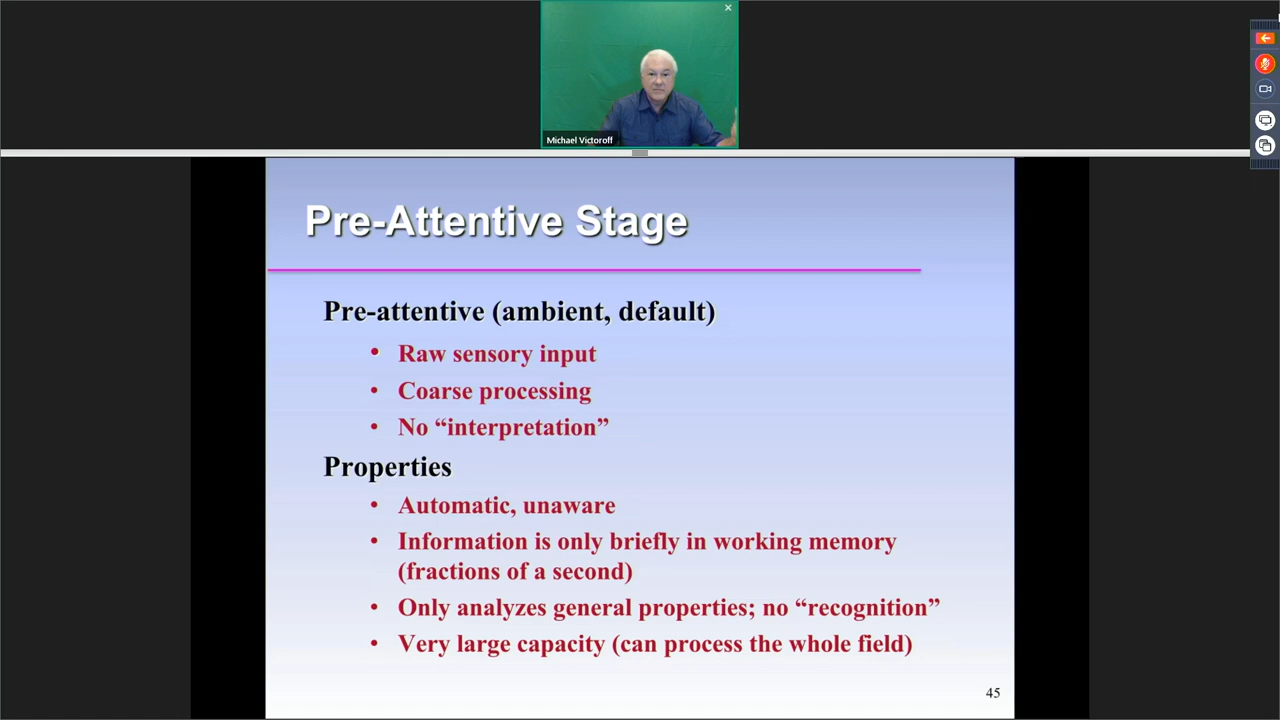 Michael Victoroff
Pre-Attentive Stage
Pre-attentive (ambient, default)
• Raw sensory input
• Coarse processing
• No “interpretation”
Properties
• Automatic, unaware
• Information is only briefly in working memory
(fractions of a second)
• Only analyzes general properties; no “recognition”
• Very large capacity (can process the whole field)
45